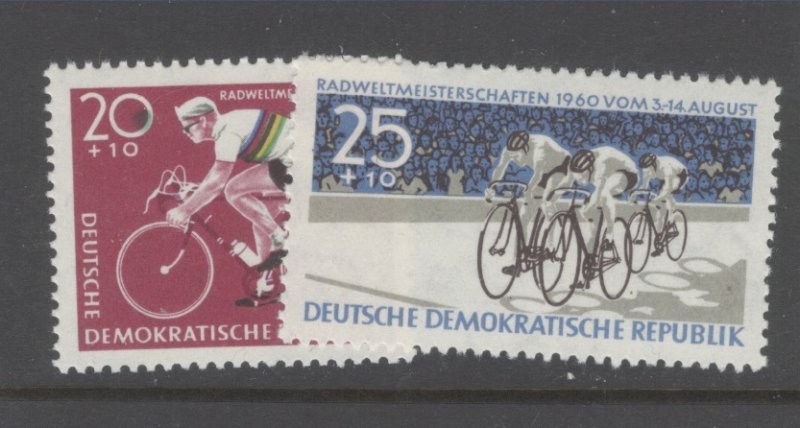 20
+ 10
RADWELTME
DEUTSCHE
DEMOKRATISCHE
RADWELTMEISTERSCHAFTEN 1960 VOM 3.-14. AUGUST
25
+ 10
DEUTSCHE DEMOKRATISCHE REPUBLIK